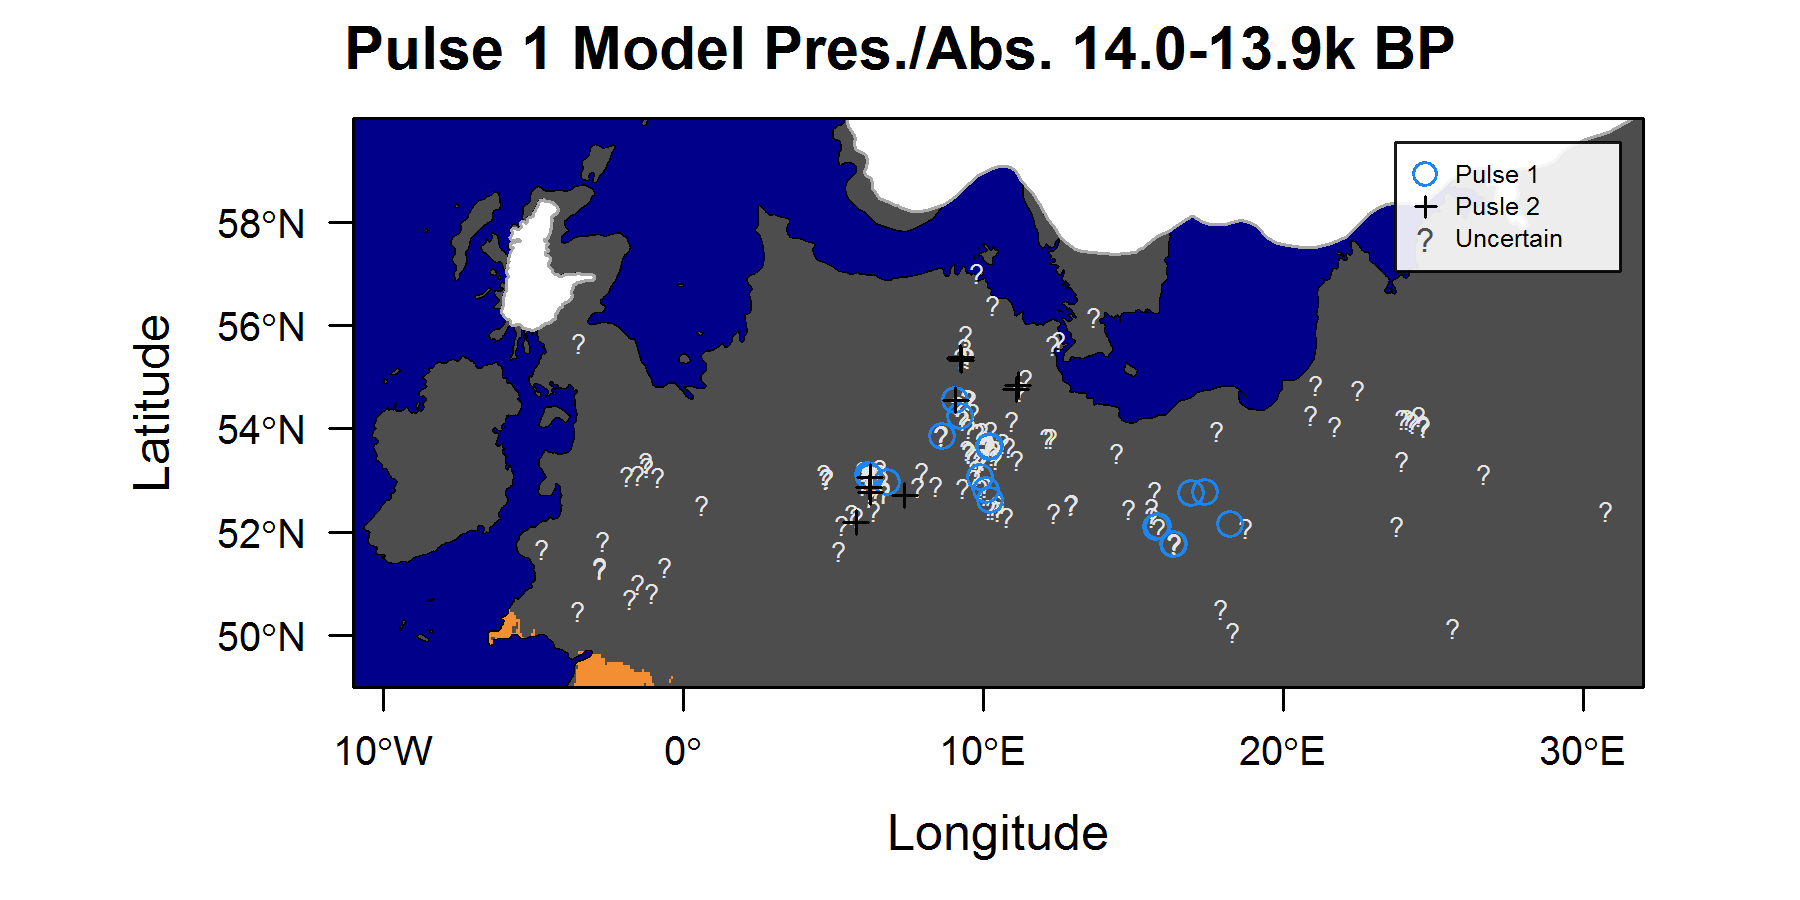 Pulse 1 Model Pres./Abs. 14.0-13.9k BP
Pulse 1
Pusle 2
? Uncertain
58°N
56°N
54°N
52°N
50°N
Latitude
10°W
0°
10°E
20°E
30°E
Longitude